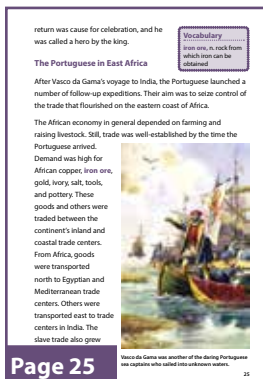 return was cause for celebration, and he
was called a hero by the king.
Vocabulary
iron ore, n. rock from
which iron can be
obtained
The Portuguese in East Africa
After Vasco da Gama's voyage to India, the Portuguese launched a
number of follow-up expeditions. Their aim was to seize control of
the trade that flourished on the eastern coast of Africa.
The African economy in general depended on farming and
raising livestock. Still, trade was well-established by the time the
Portuguese arrived.
Demand was high for
African copper, iron ore,
gold, ivory, salt, tools,
and pottery. These
goods and others were
traded between the
continent's inland and
coastal trade centers.
From Africa, goods
were transported
north to Egyptian and
Mediterranean trade
centers. Others were
transported east to trade
centers in India. The
slave trade also grew
Vasco da Gama was another of the daring Portuguese
sea captains who sailed into unknown waters.
25
Page 25